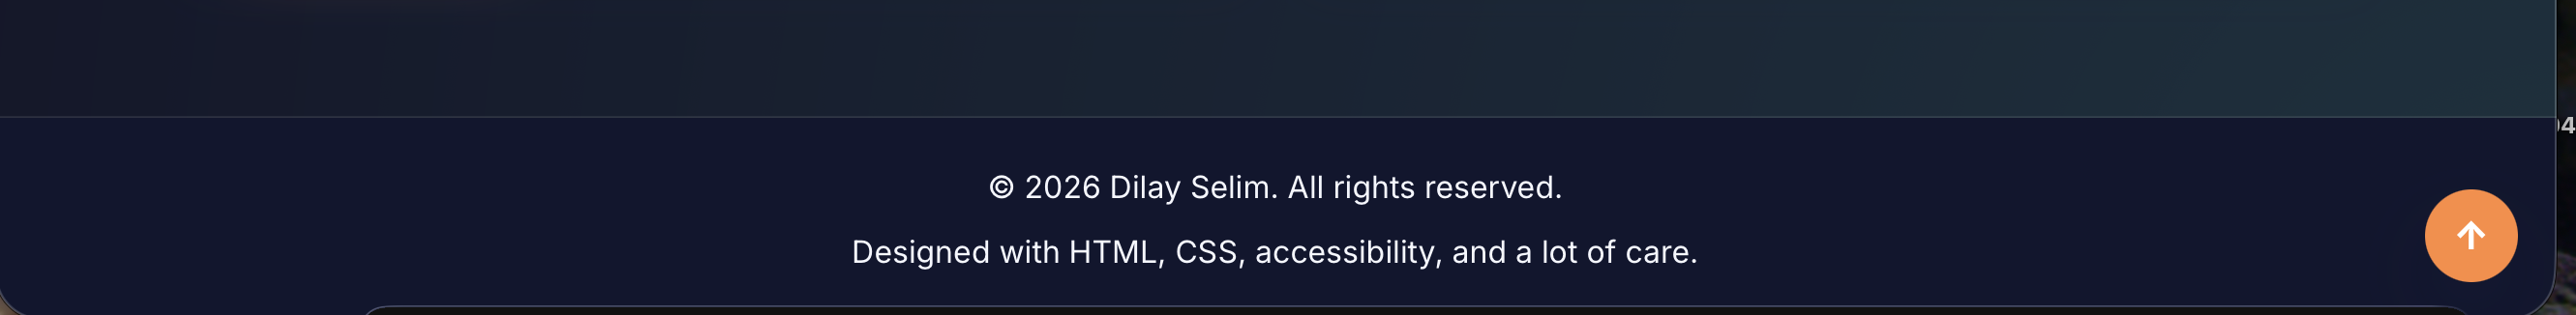 © 2026 Dilay Selim. All rights reserved.
Designed with HTML, CSS, accessibility, and a lot of care.